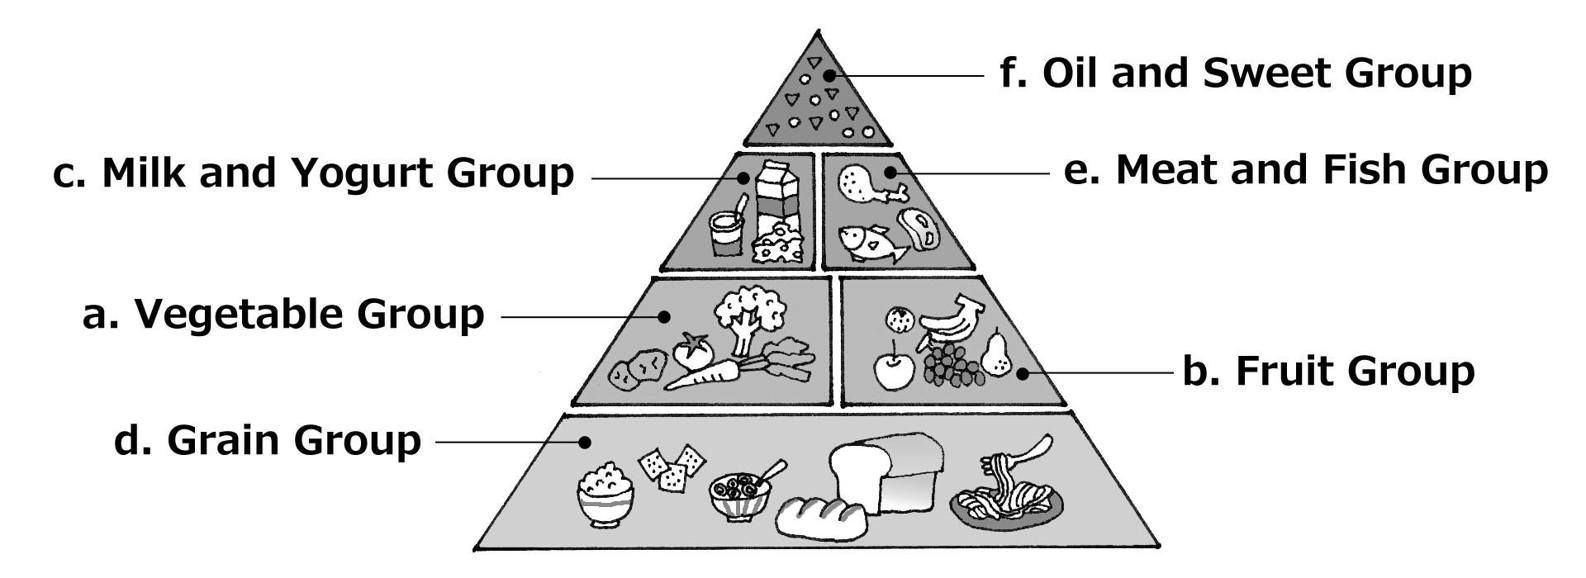 f. Oil and Sweet Group
c. Milk and Yogurt Group
e. Meat and Fish Group
a. Vegetable Group
b. Fruit Group
d. Grain Group